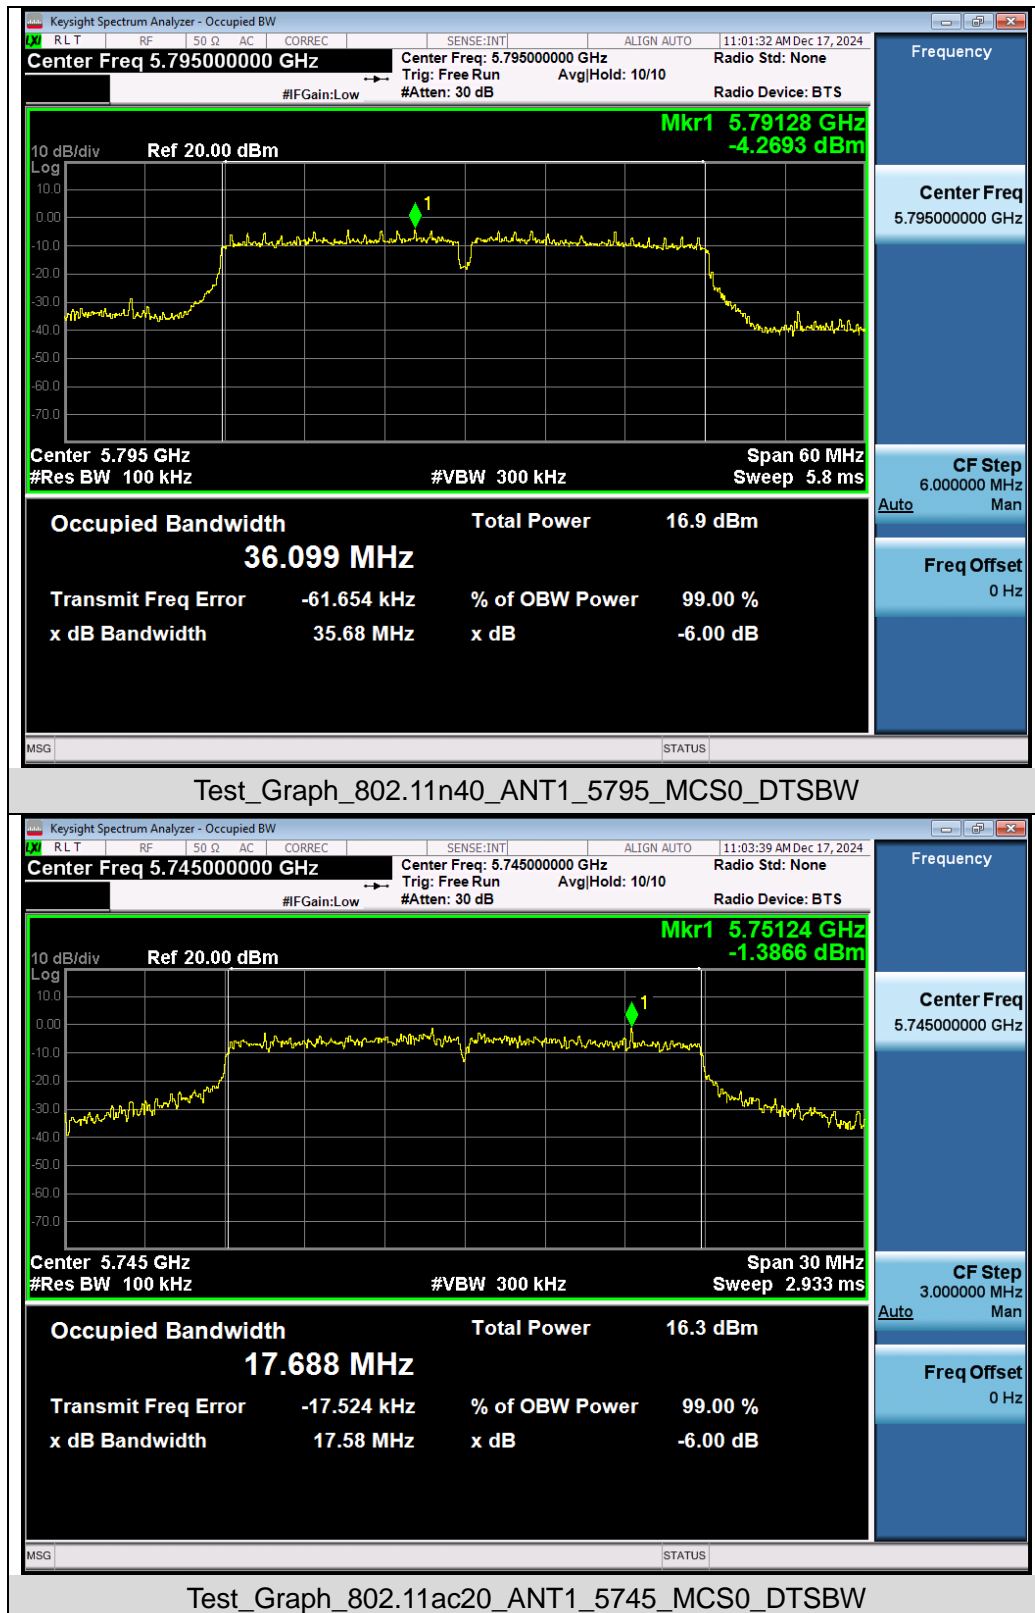 Keysight Spectrum Analyzer - Occupied BW
LXI RLT RF 50 Ω AC CORREC SENSE:INT ALIGN AUTO 11:01:32 AM Dec 17, 2024
Center Freq 5.795000000 GHz
Center Freq: 5.795000000 GHz Radio Std: None
Trig: Free Run Avg|Hold: 10/10
#IFGain:Low #Atten: 30 dB Radio Device: BTS
Frequency
Mkr1 5.79128 GHz
-4.2693 dBm
10 dB/div Ref 20.00 dBm
Log
10.0
0.00
-10.0
-20.0
-30.0
-40.0
-50.0
-60.0
-70.0
1
Center 5.795 GHz Span 60 MHz
#Res BW 100 kHz #VBW 300 kHz Sweep 5.8 ms
Center Freq
5.795000000 GHz
CF Step
6.000000 MHz
Auto Man
Freq Offset
0 Hz
Occupied Bandwidth Total Power 16.9 dBm
36.099 MHz
Transmit Freq Error -61.654 kHz % of OBW Power 99.00 %
x dB Bandwidth 35.68 MHz x dB -6.00 dB
MSG STATUS
Test_Graph_802.11n40_ANT1_5795_MCS0_DTSBW
Keysight Spectrum Analyzer - Occupied BW
LXI RLT RF 50 Ω AC CORREC SENSE:INT ALIGN AUTO 11:03:39 AM Dec 17, 2024
Center Freq 5.745000000 GHz
Center Freq: 5.745000000 GHz Radio Std: None
Trig: Free Run Avg|Hold: 10/10
#IFGain:Low #Atten: 30 dB Radio Device: BTS
Frequency
Mkr1 5.75124 GHz
-1.3866 dBm
10 dB/div Ref 20.00 dBm
Log
10.0
0.00
-10.0
-20.0
-30.0
-40.0
-50.0
-60.0
-70.0
1
Center 5.745 GHz Span 30 MHz
#Res BW 100 kHz #VBW 300 kHz Sweep 2.933 ms
Center Freq
5.745000000 GHz
CF Step
3.000000 MHz
Auto Man
Freq Offset
0 Hz
Occupied Bandwidth Total Power 16.3 dBm
17.688 MHz
Transmit Freq Error -17.524 kHz % of OBW Power 99.00 %
x dB Bandwidth 17.58 MHz x dB -6.00 dB
MSG STATUS
Test_Graph_802.11ac20_ANT1_5745_MCS0_DTSBW